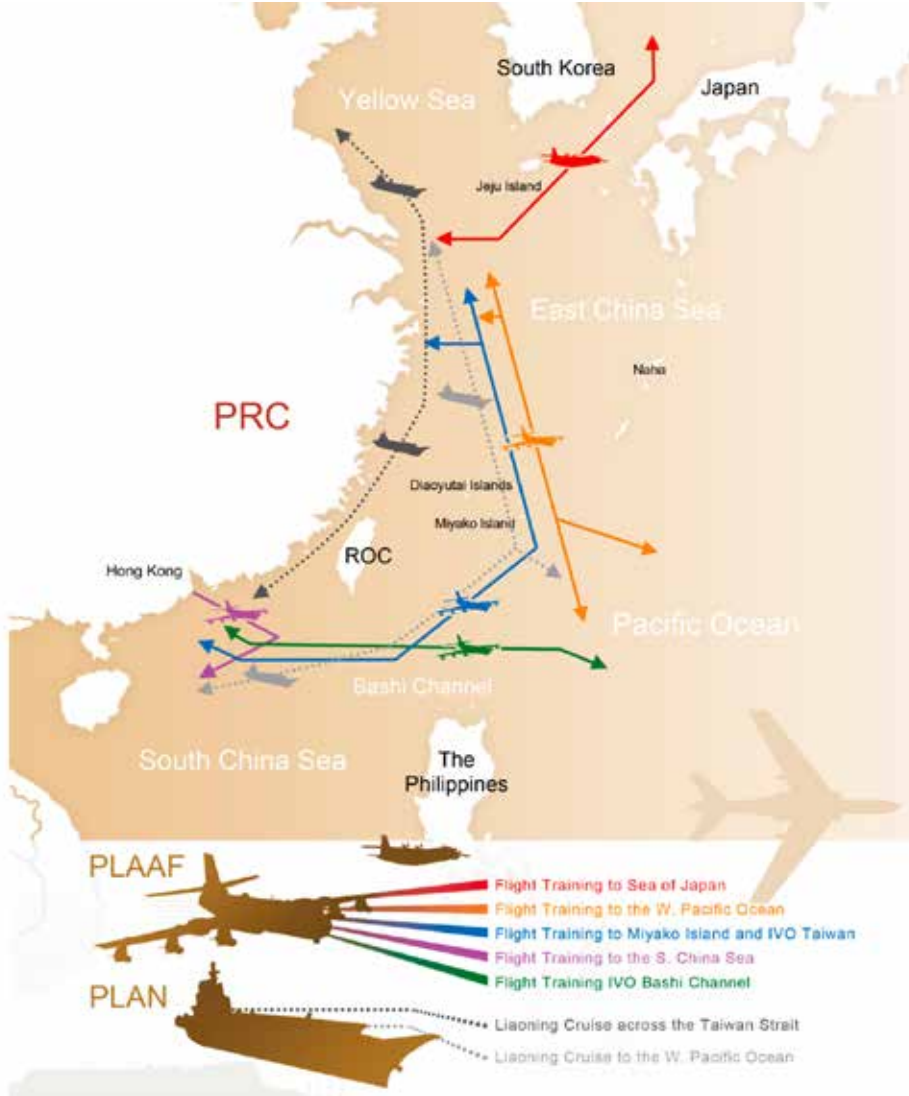 South Korea
Japan
Yellow Sea
Jeju Island
East China Sea
Naha
PRC
Diaoyutai Islands
Miyako Island
ROC
Hong Kong
Pacific Ocean
Bashi Channel
South China Sea
The
Philippines
PLAAF
Flight Training to Sea of Japan
Flight Training to the W. Pacific Ocean
Flight Training to Miyako Island and IVO Taiwan
Flight Training to the S. China Sea
Flight Training IVO Bashi Channel
PLAN
Liaoning Cruise across the Taiwan Strait
Liaoning Cruise to the W. Pacific Ocean